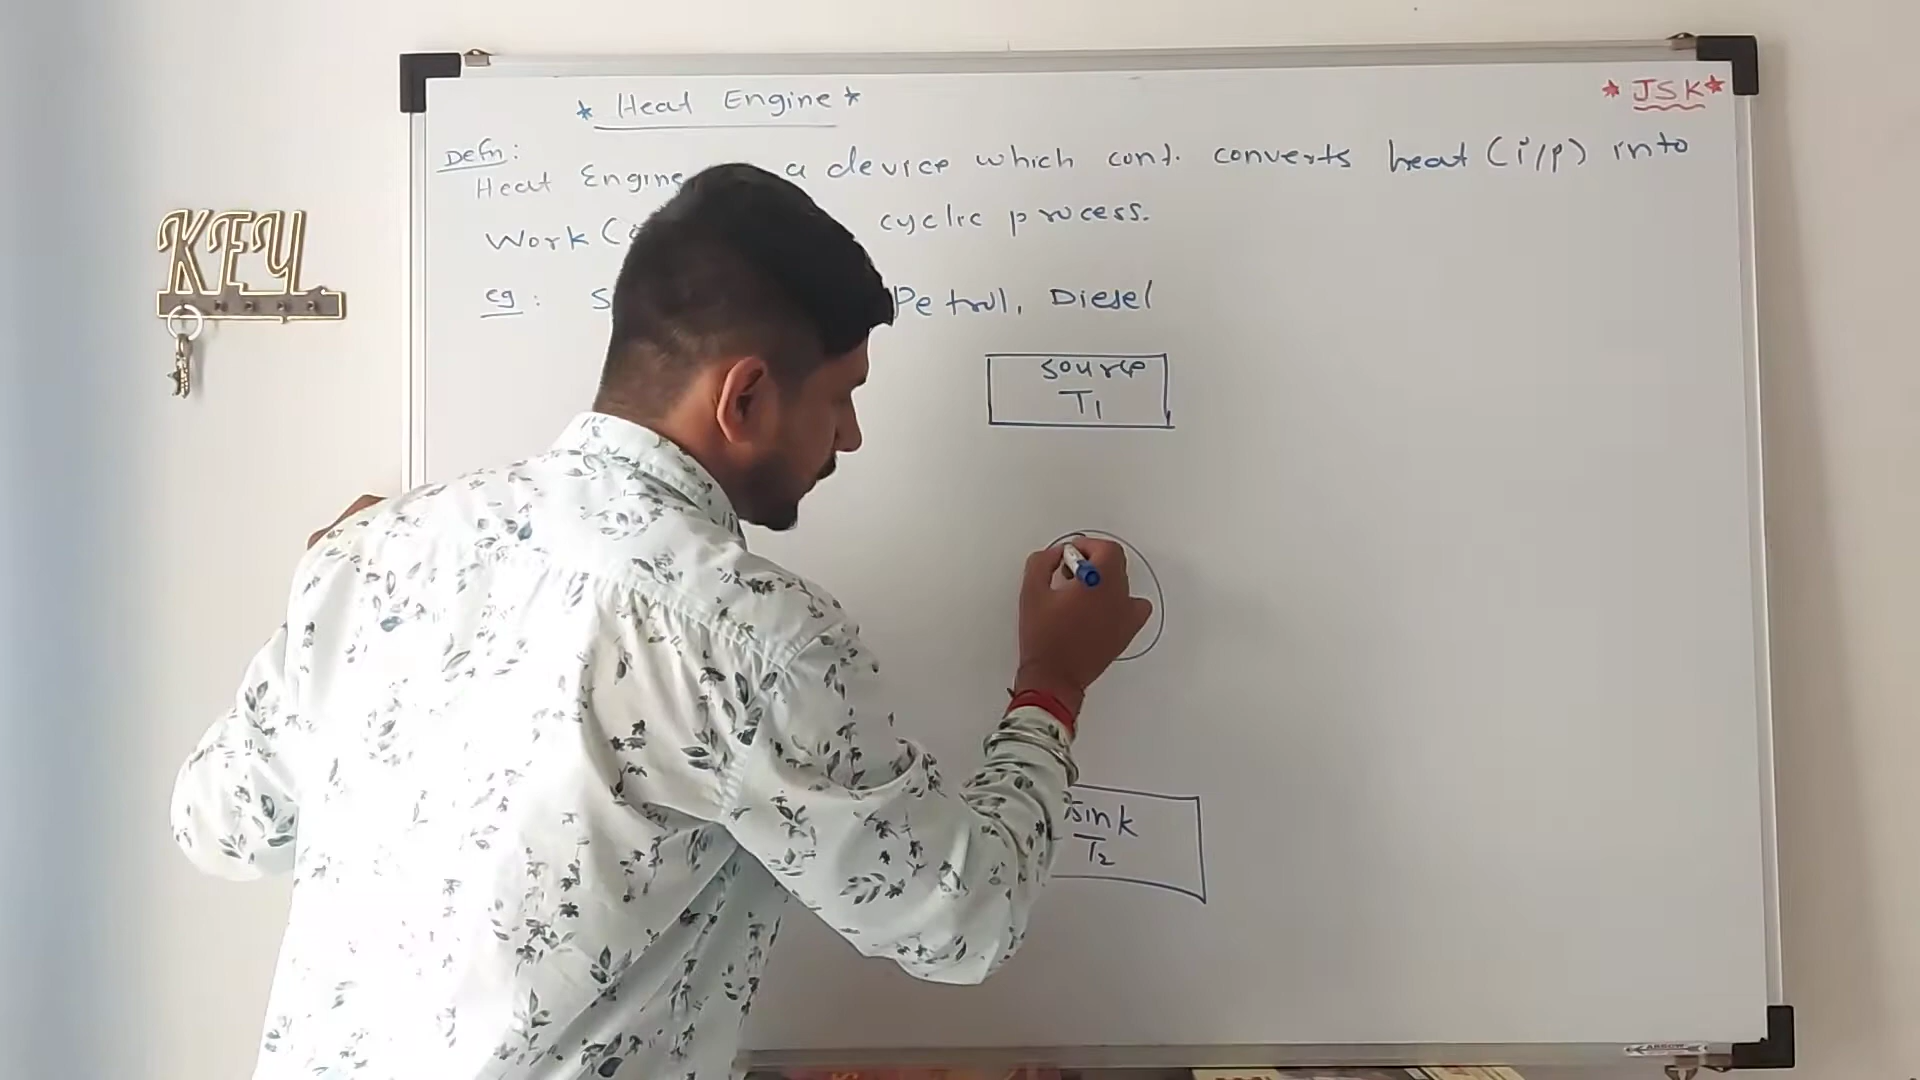 * Heat Engine *
* JSK *
Defn:
Heat Engine a device which cont. converts heat (i/p) into
Work ( cyclic process.
eg : Petrol, Diesel
Source
T1
Sink
T2
KEY
ARROW